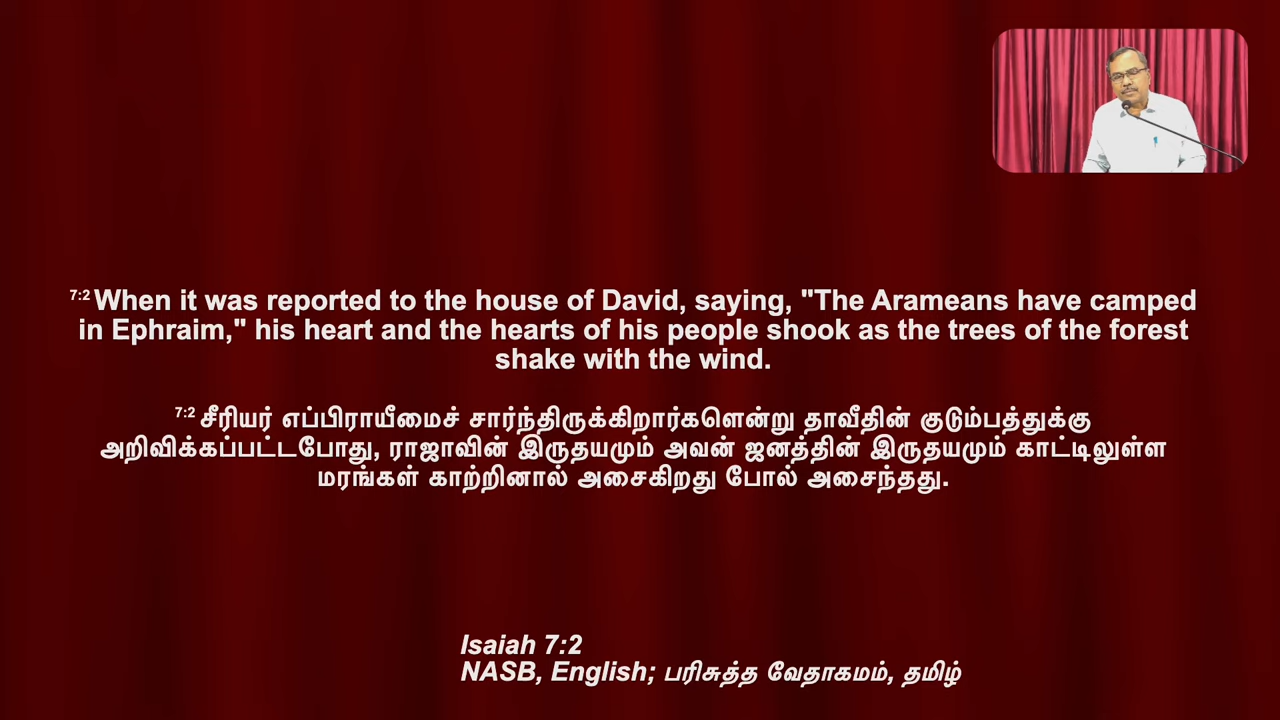 7:2 When it was reported to the house of David, saying, "The Arameans have camped
in Ephraim," his heart and the hearts of his people shook as the trees of the forest
shake with the wind.
7:2 சீரியர் எப்பிராயீமைச் சார்ந்திருக்கிறார்களென்று தாவீதின் குடும்பத்துக்கு
அறிவிக்கப்பட்டபோது, ராஜாவின் இருதயமும் அவன் ஜனத்தின் இருதயமும் காட்டிலுள்ள
மரங்கள் காற்றினால் அசைகிறது போல் அசைந்தது.
Isaiah 7:2
NASB, English; பரிசுத்த வேதாகமம், தமிழ்